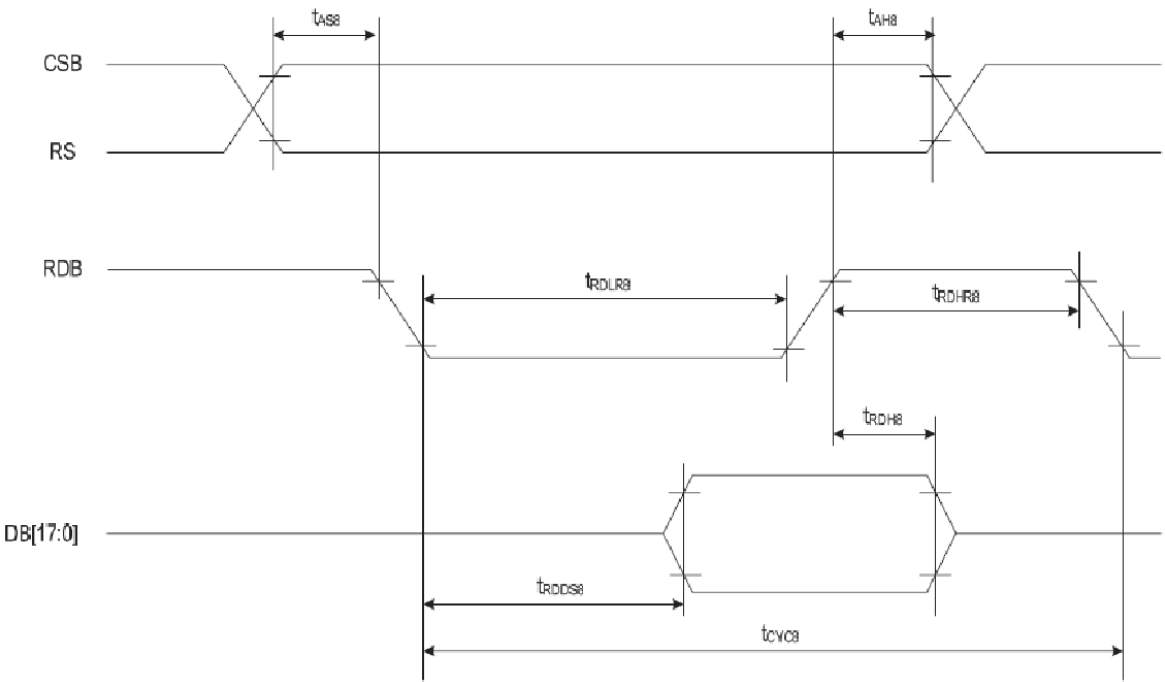 tAS8
tAH8
CSB
RS
RDB
tRDLR8
tRDHR8
tRDH8
DB[17:0]
tRDDS8
tCYC8